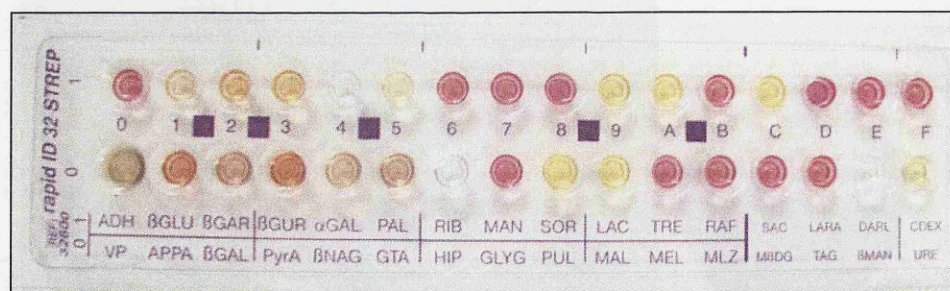 rapid ID 32 STREP
REF 32600
1
0 1 2 3 4 5 6 7 8 9 A B C D E F
0
1 ADH βGLU βGAR βGUR αGAL PAL RIB MAN SOR LAC TRE RAF SAC LARA DARL CDEX
0 VP APPA βGAL PyrA βNAG GTA HIP GLYG PUL MAL MEL MLZ MβDG TAG βMAN URE